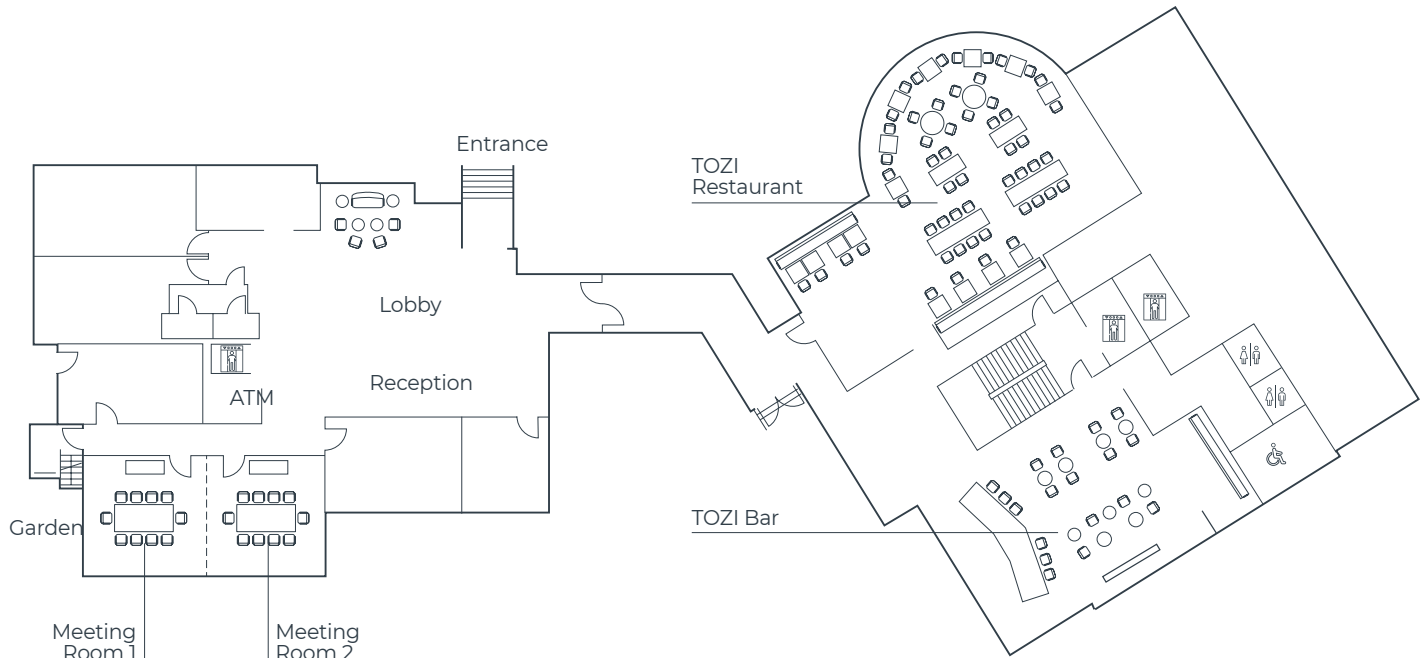 Entrance
TOZI
Restaurant
Lobby
Reception
ATM
TOZI Bar
Garden
Meeting
Room 1
Meeting
Room 2